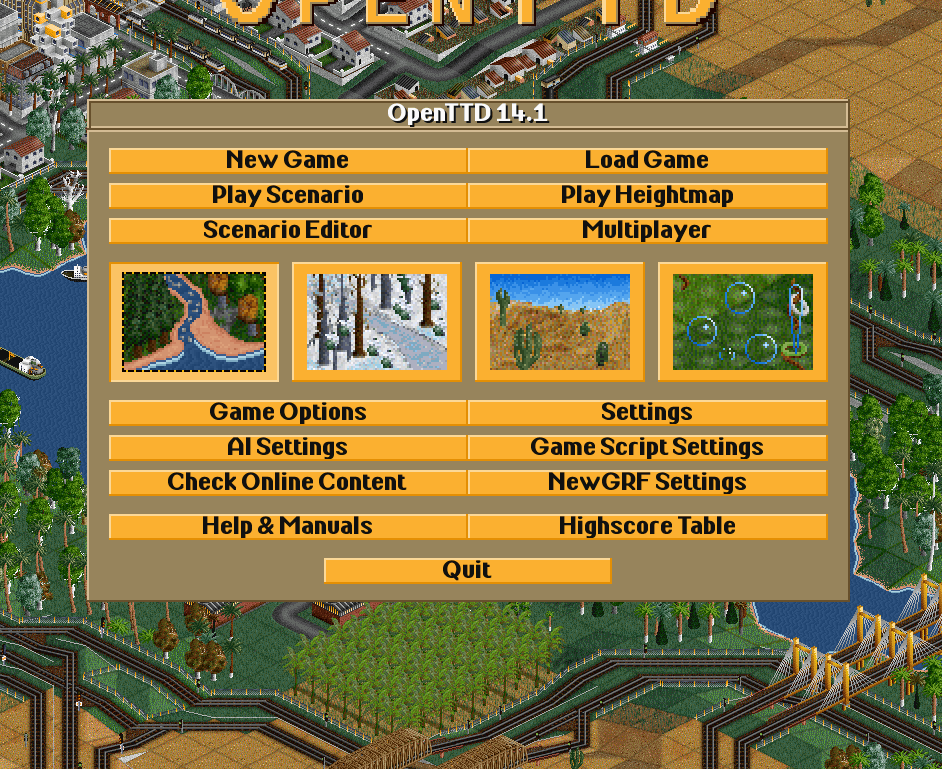 OPENTTD
OpenTTD 14.1
New Game
Load Game
Play Scenario
Play Heightmap
Scenario Editor
Multiplayer
Game Options
Settings
AI Settings
Game Script Settings
Check Online Content
NewGRF Settings
Help & Manuals
Highscore Table
Quit